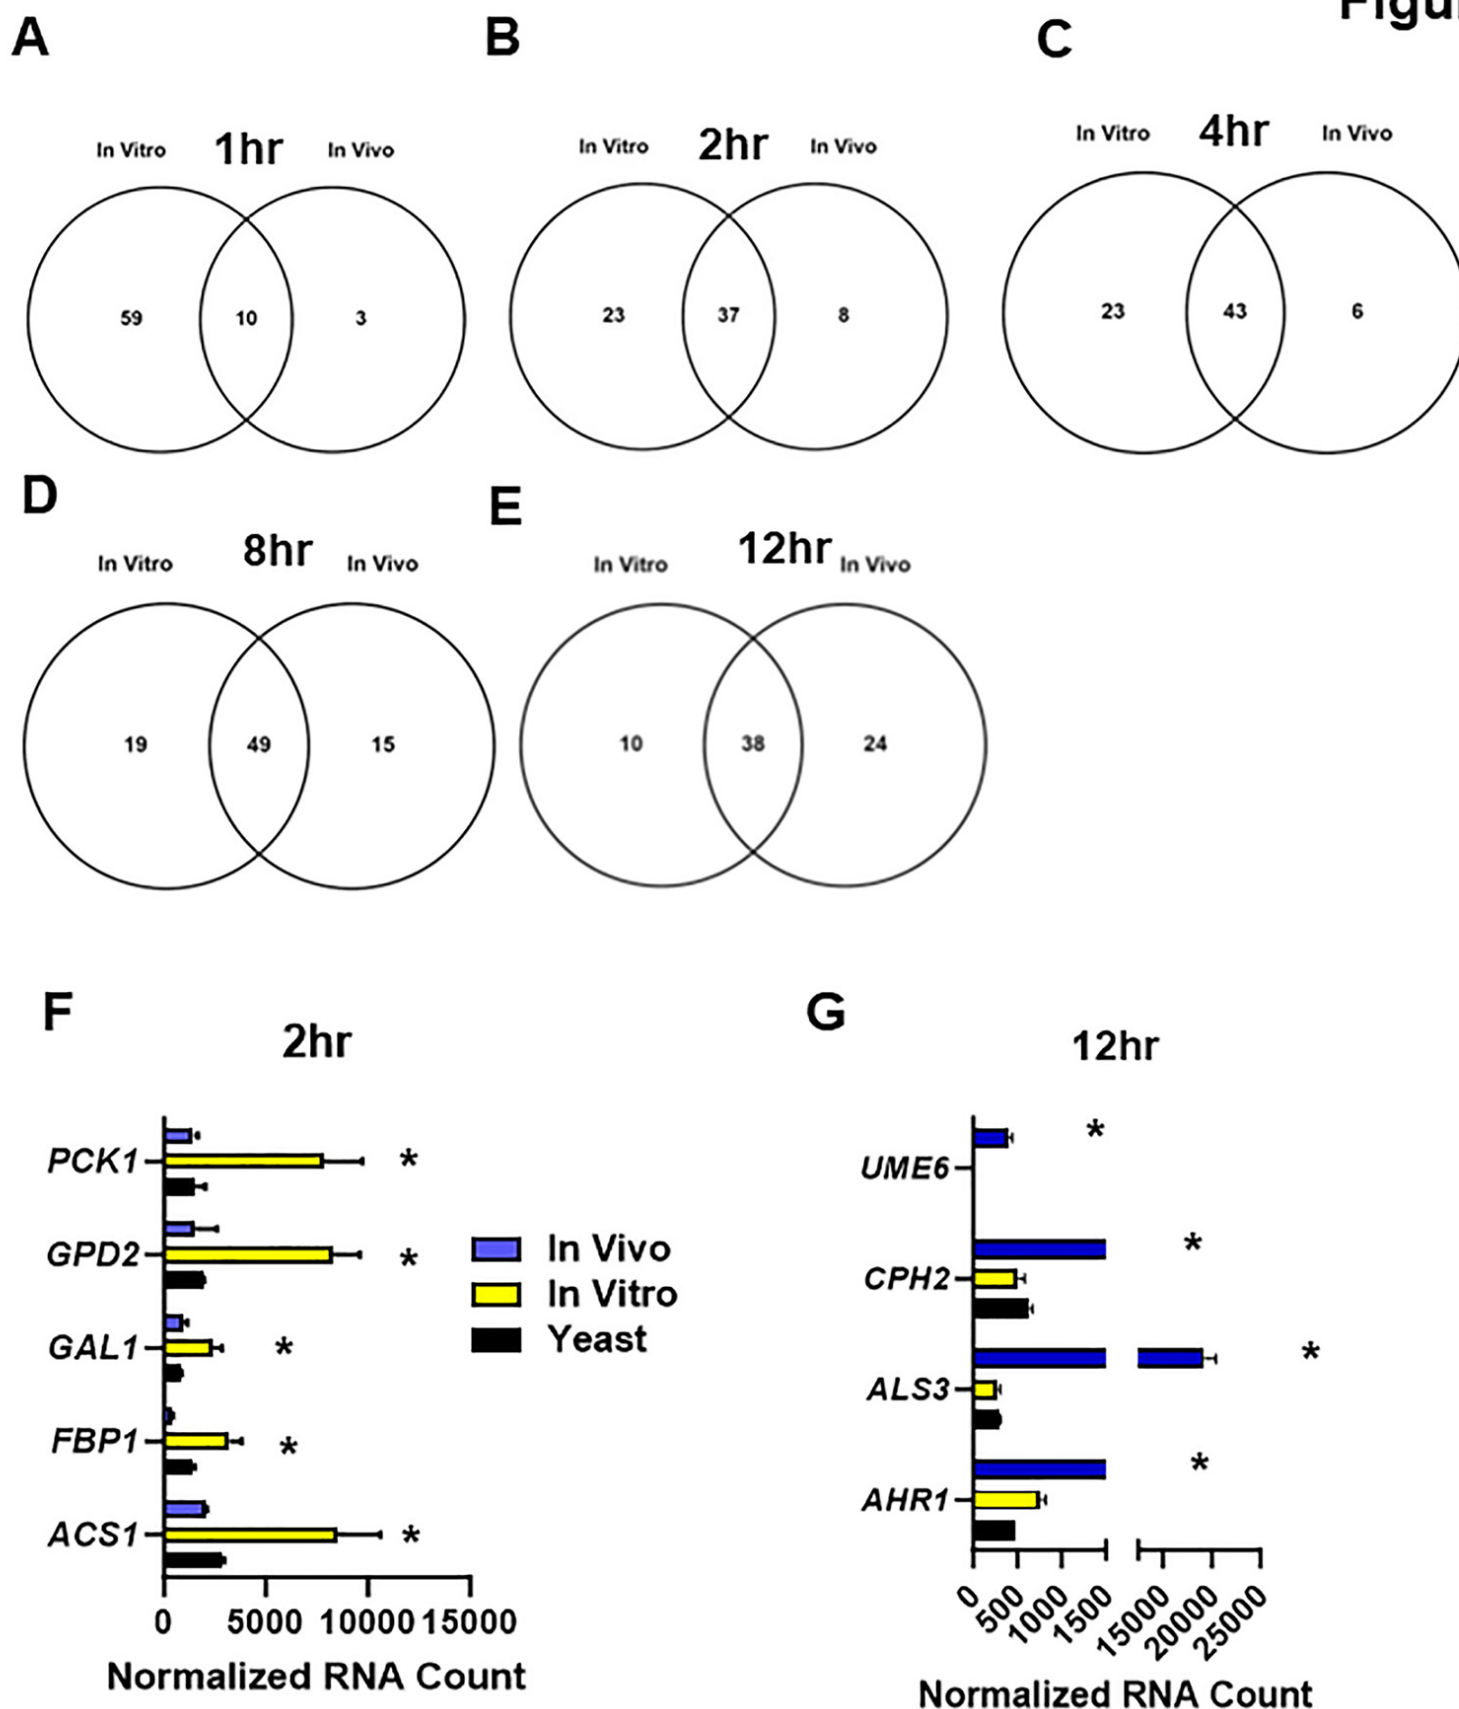 Figu
A
B
C
In Vitro 1hr In Vivo
In Vitro 2hr In Vivo
In Vitro 4hr In Vivo
59 10 3
23 37 8
23 43 6
D
E
In Vitro 8hr In Vivo
In Vitro 12hr In Vivo
19 49 15
10 38 24
F
2hr
PCK1 *
GPD2 *
GAL1 *
FBP1 *
ACS1 *
0 5000 10000 15000
Normalized RNA Count
In Vivo
In Vitro
Yeast
G
12hr
UME6 *
CPH2 *
ALS3 *
AHR1 *
0 500 1000 1500 15000 20000 25000
Normalized RNA Count